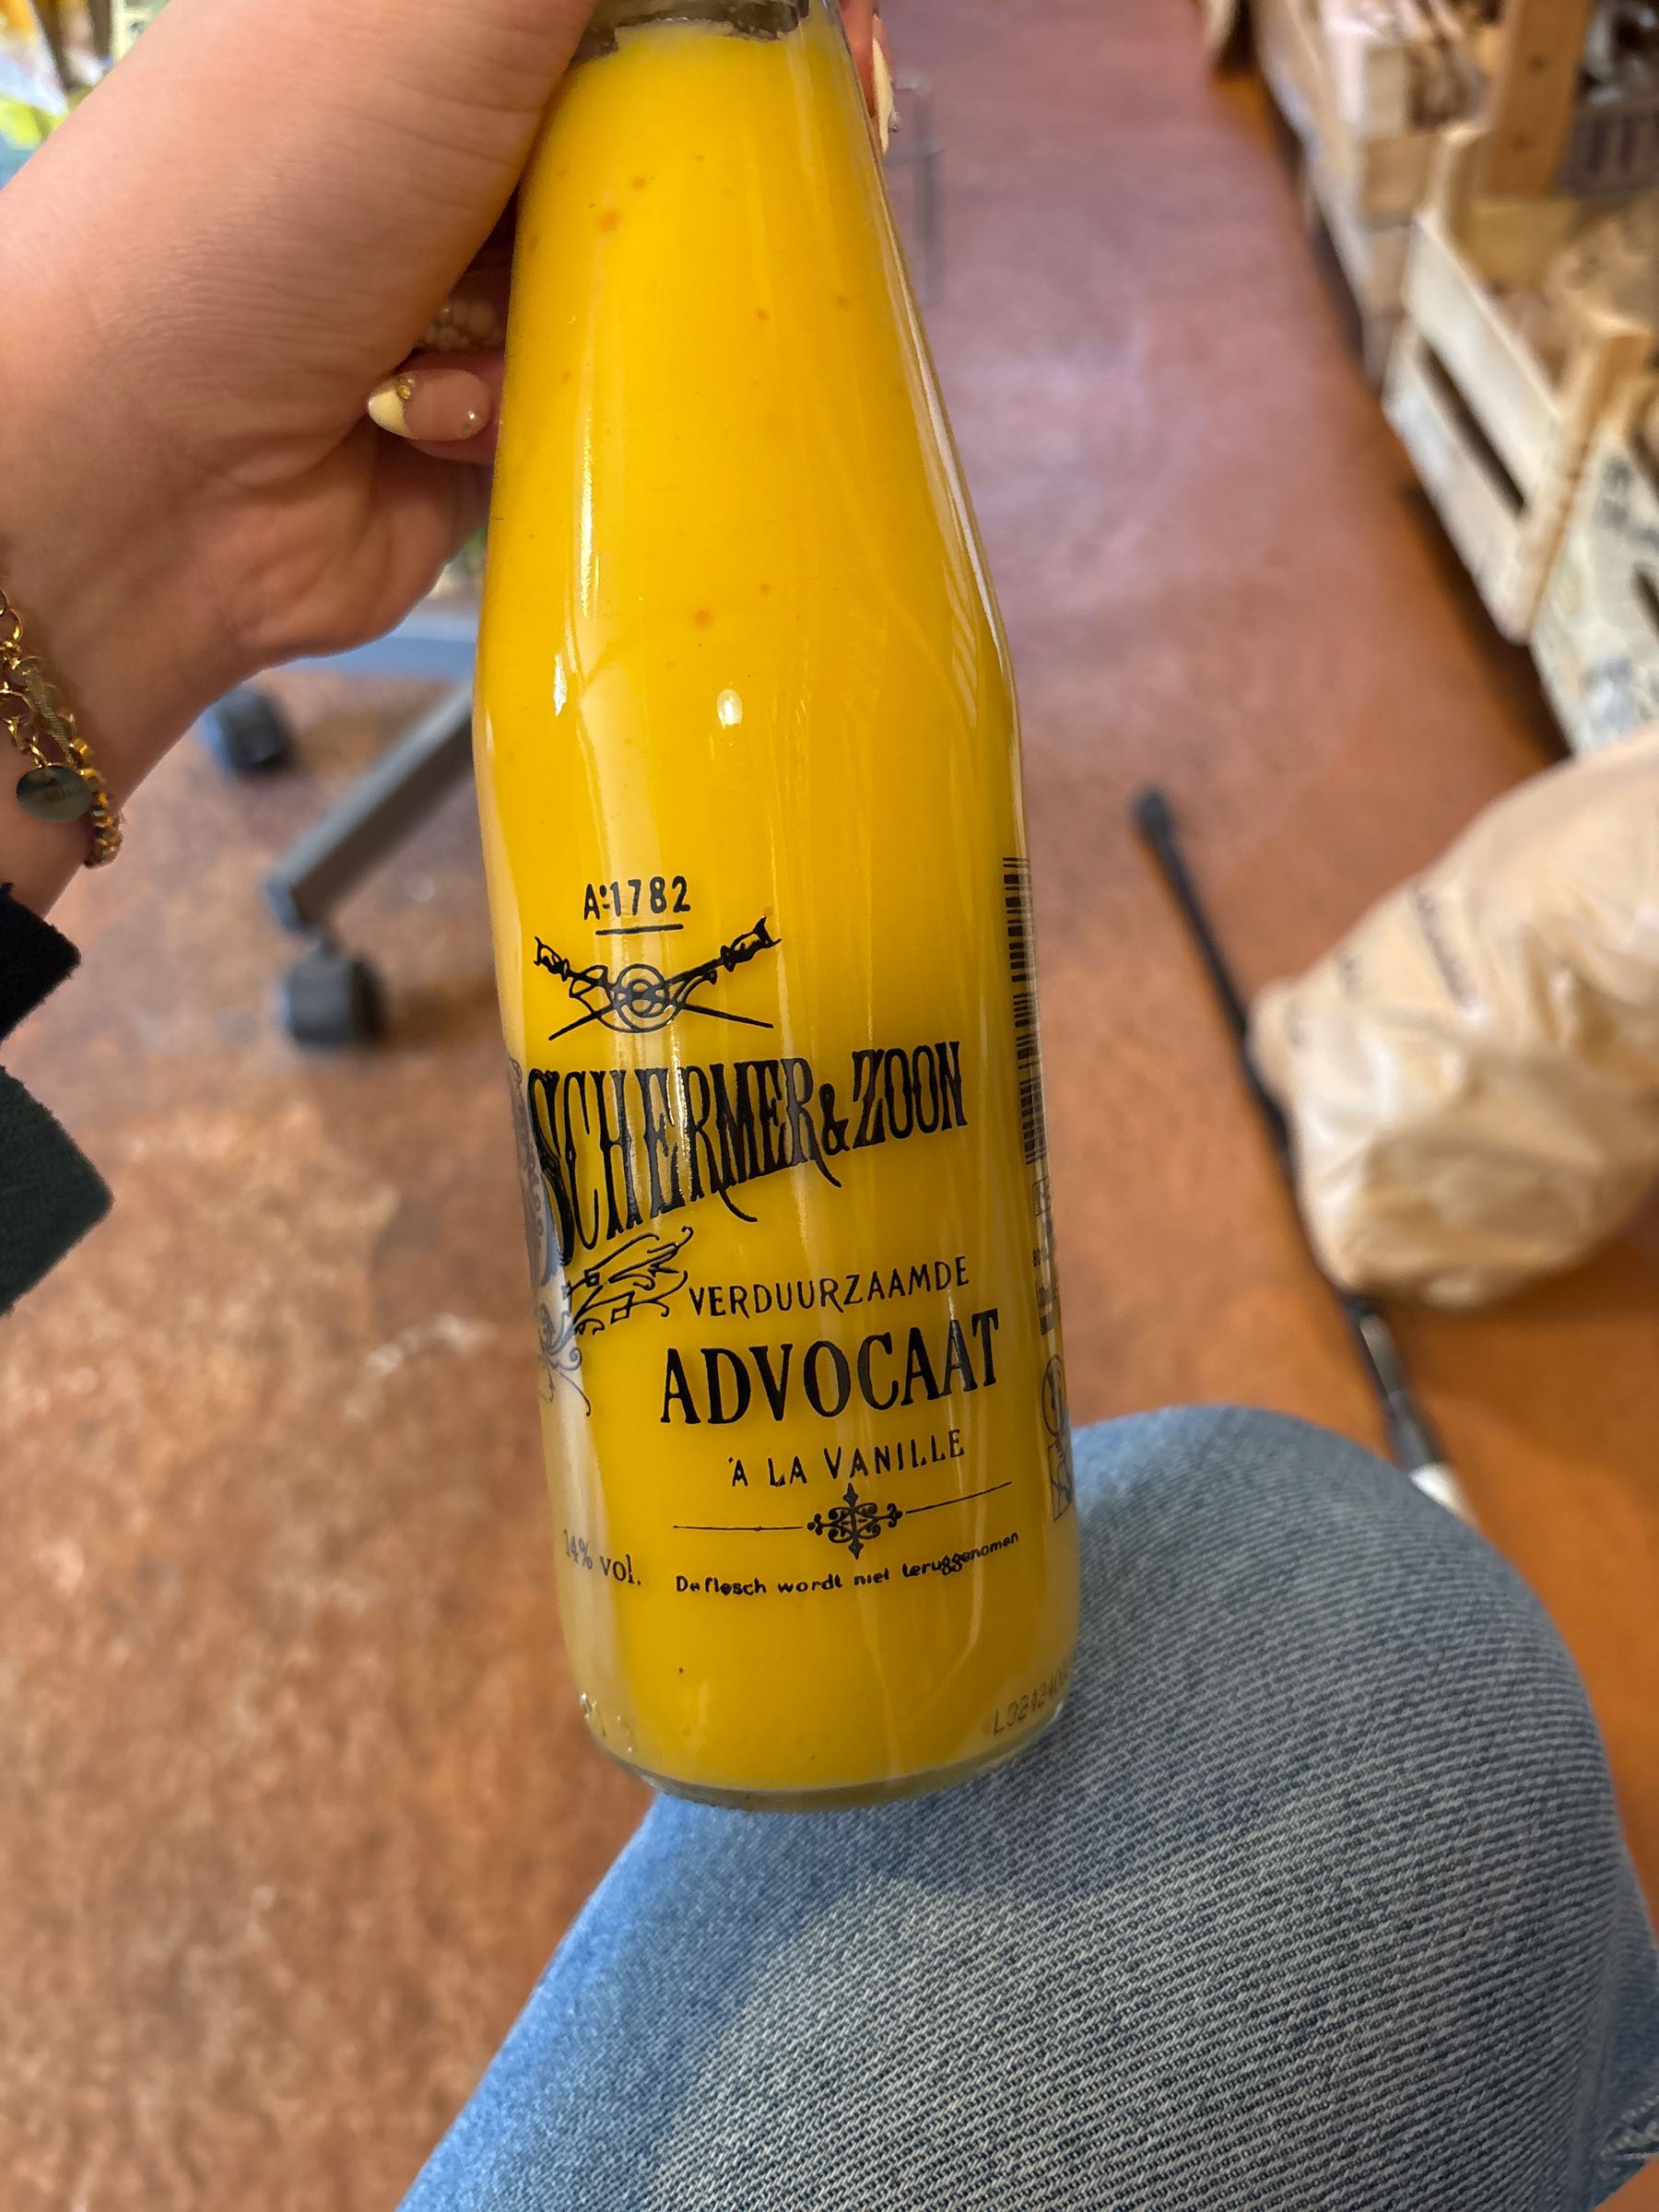 A:1782
SCHERMER & ZOON
VERDUURZAAMDE
ADVOCAAT
À LA VANILLE
14% vol.
De flesch wordt niet teruggenomen